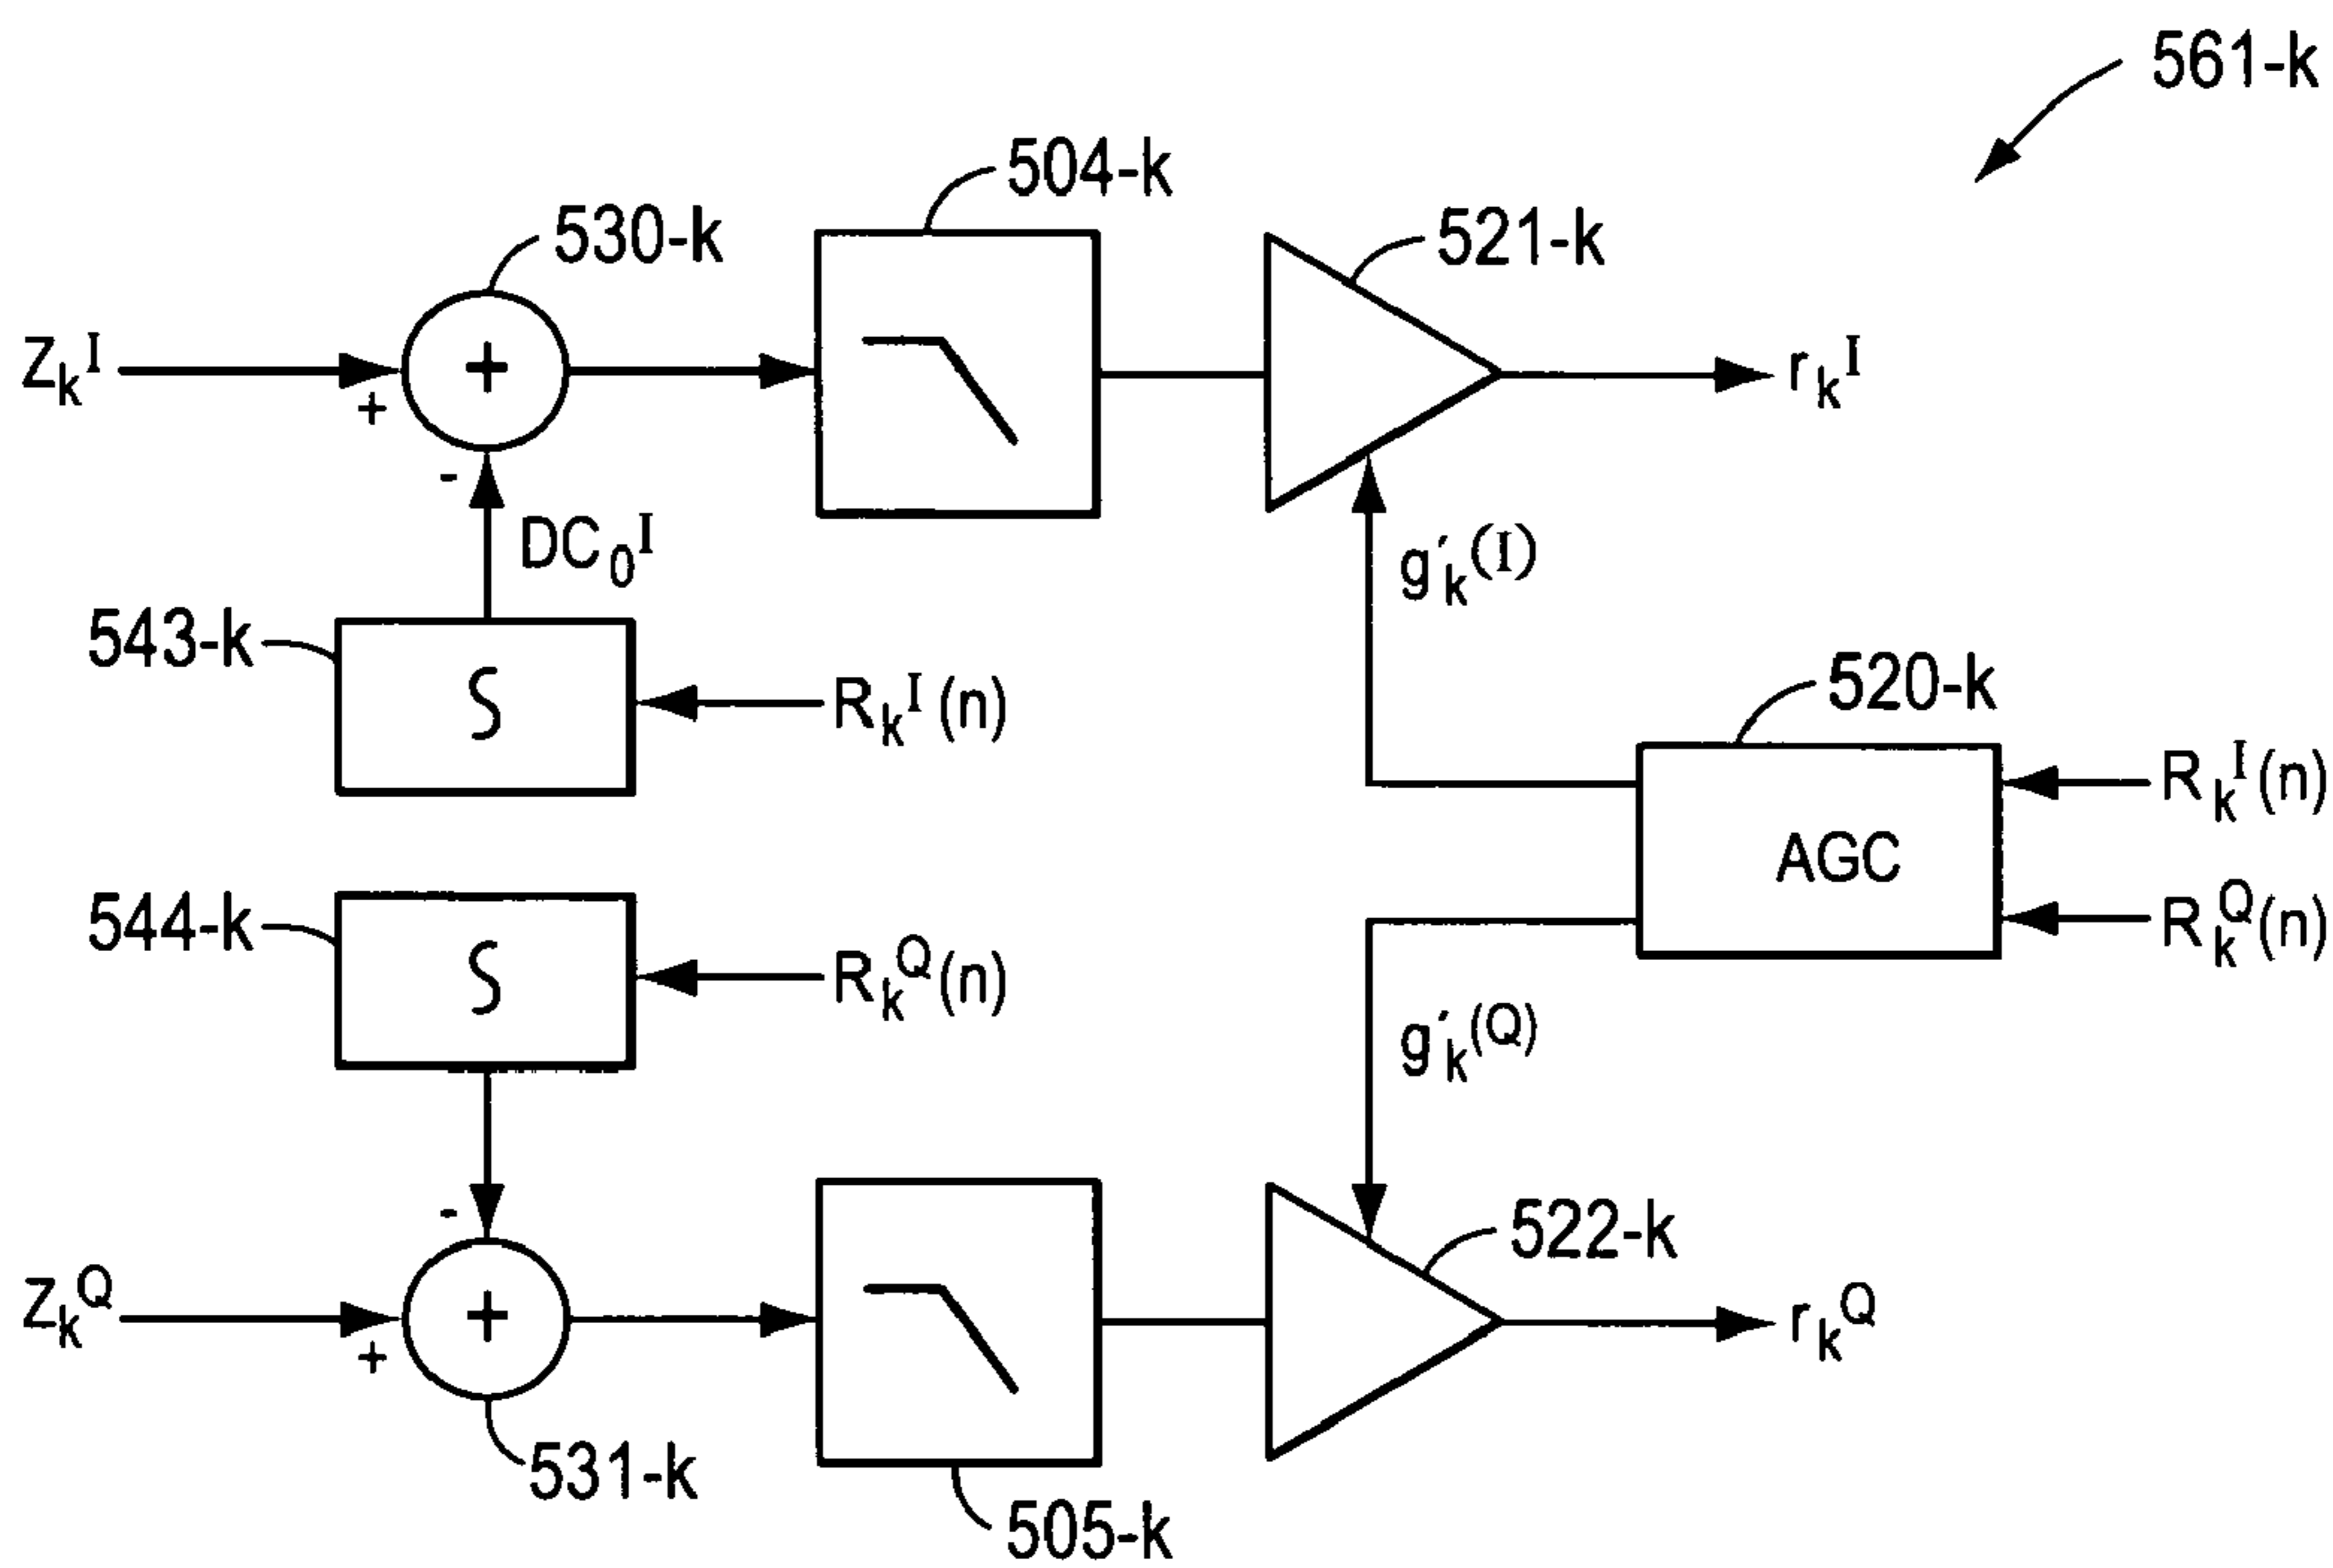 561-k
504-k
530-k
521-k
Z_k^I
+
+
r_k^I
-
DC_0^I
g'_k(I)
543-k
∫
R_k^I(n)
520-k
R_k^I(n)
AGC
544-k
∫
R_k^Q(n)
R_k^Q(n)
g'_k(Q)
-
522-k
Z_k^Q
+
+
r_k^Q
531-k
505-k